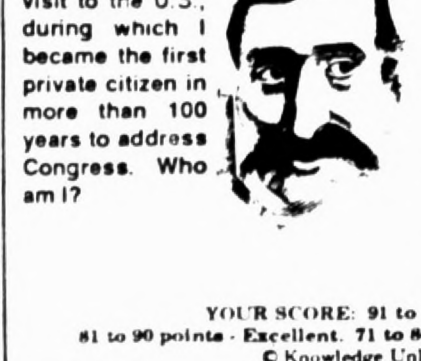 visit to the U.S.,
during which I
became the first
private citizen in
more than 100
years to address
Congress. Who
am I?
YOUR SCORE: 91 to
81 to 90 points - Excellent. 71 to 8
© Knowledge Unl